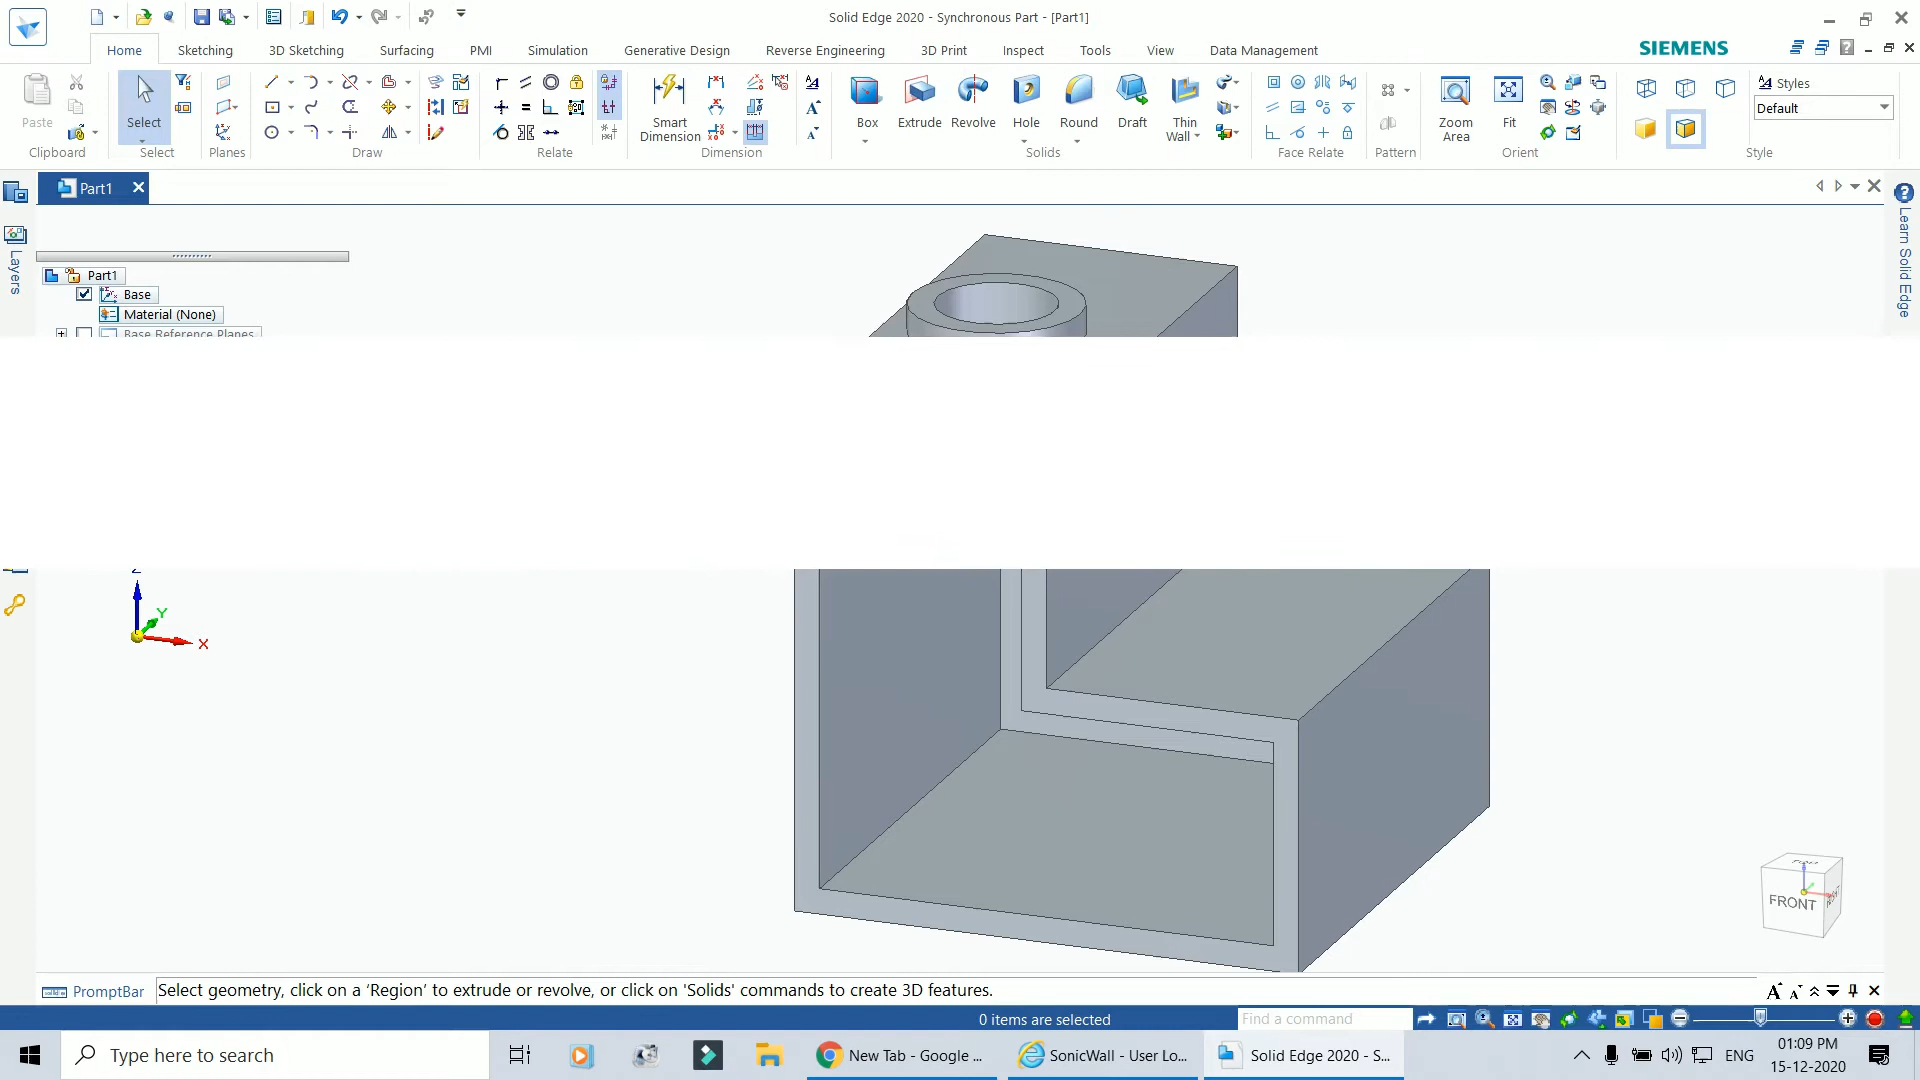 Solid Edge 2020 - Synchronous Part - [Part1]
Home Sketching 3D Sketching Surfacing PMI Simulation Generative Design Reverse Engineering 3D Print Inspect Tools View Data Management
SIEMENS
Paste
Select
Smart Dimension
Box
Extrude
Revolve
Hole
Round
Draft
Thin Wall
Zoom Area
Fit
Styles
Default
Clipboard Select Planes Draw Relate Dimension Solids Face Relate Pattern Orient Style
Part1
Layers
Learn Solid Edge
Part1
Base
Material (None)
Base Reference Planes
Z
Y
X
TOP
FRONT
RIGHT
PromptBar
Select geometry, click on a ‘Region’ to extrude or revolve, or click on 'Solids' commands to create 3D features.
0 items are selected
Find a command
Type here to search
New Tab - Google ...
SonicWall - User Lo...
Solid Edge 2020 - S...
ENG
01:09 PM
15-12-2020